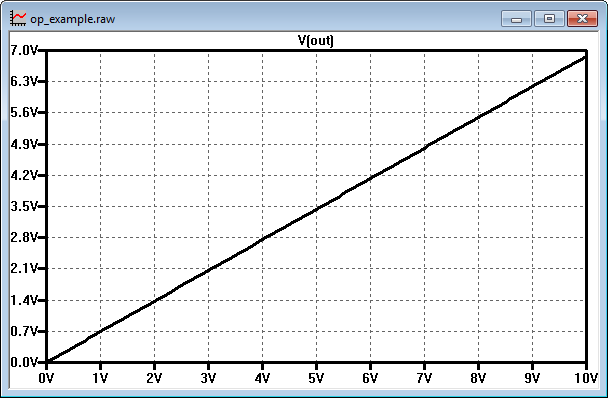 op_example.raw
V(out)
7.0V
6.3V
5.6V
4.9V
4.2V
3.5V
2.8V
2.1V
1.4V
0.7V
0.0V
0V 1V 2V 3V 4V 5V 6V 7V 8V 9V 10V